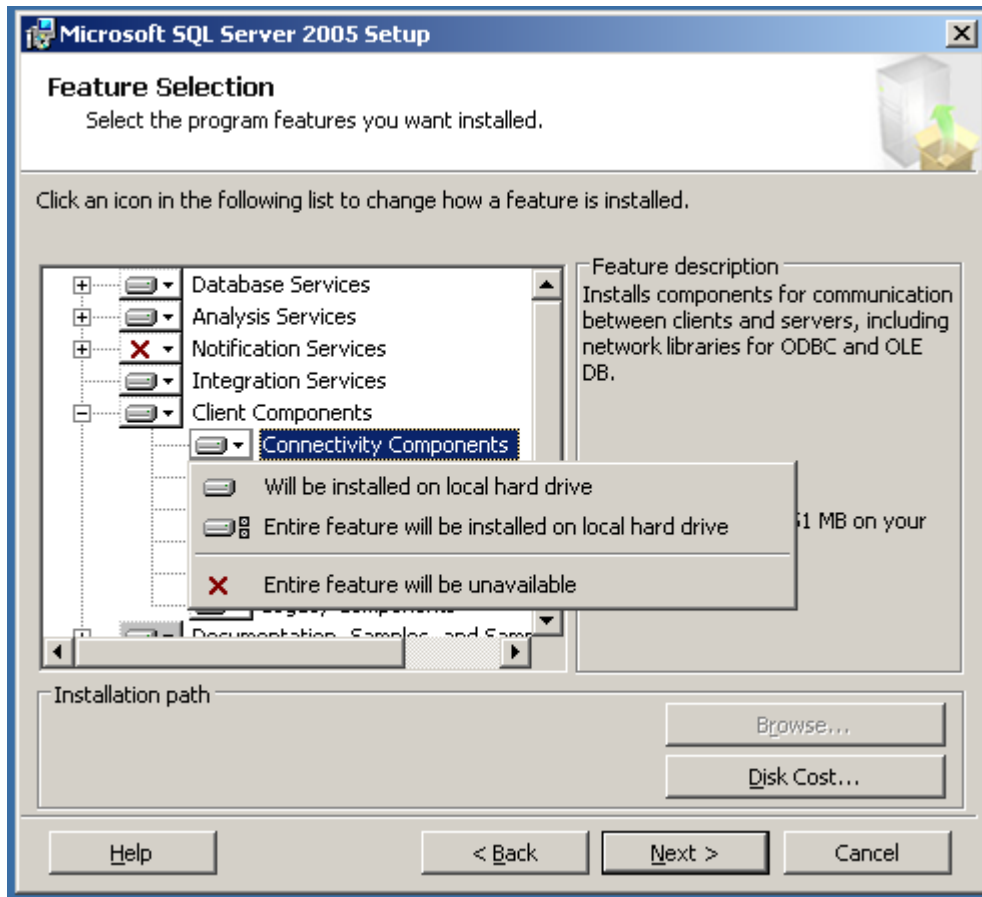 Microsoft SQL Server 2005 Setup
Feature Selection
Select the program features you want installed.
Click an icon in the following list to change how a feature is installed.
Database Services
Analysis Services
Notification Services
Integration Services
Client Components
Connectivity Components
Will be installed on local hard drive
Entire feature will be installed on local hard drive
Entire feature will be unavailable
Feature description
Installs components for communication
between clients and servers, including
network libraries for ODBC and OLE
DB.
51 MB on your
Installation path
Browse...
Disk Cost...
Help
< Back
Next >
Cancel